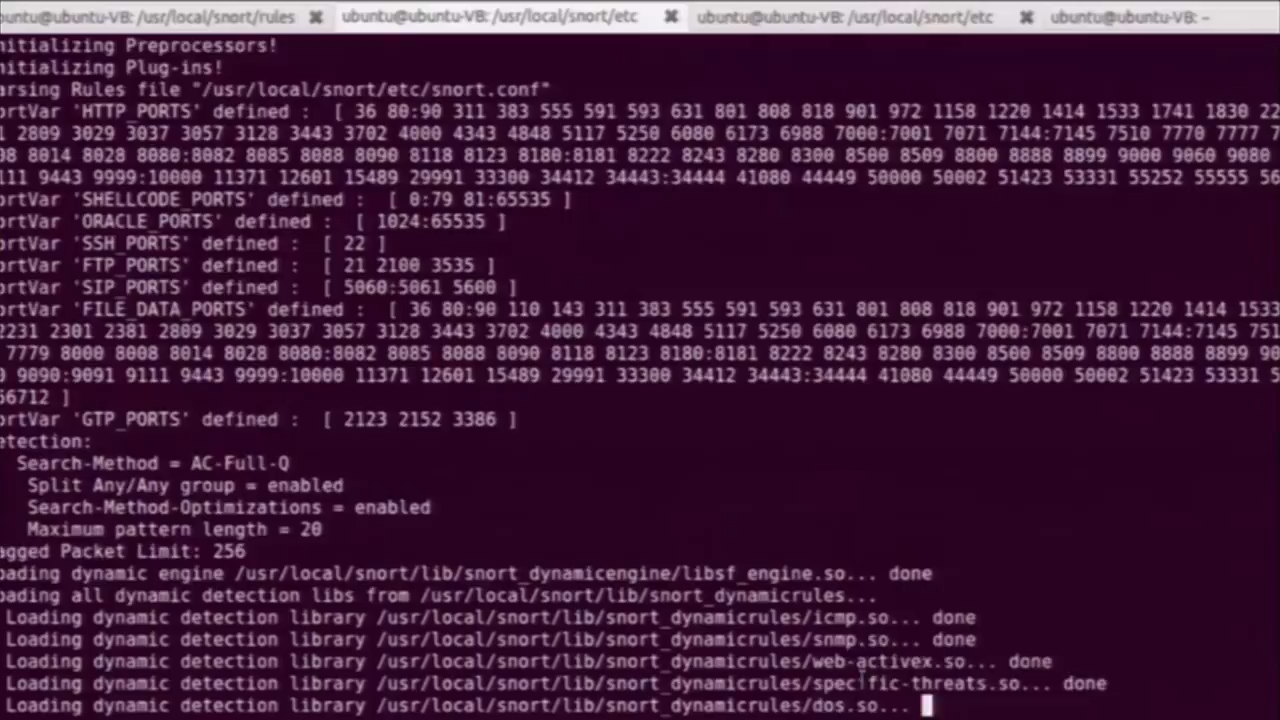 ubuntu@ubuntu-VB: /usr/local/snort/rules ubuntu@ubuntu-VB: /usr/local/snort/etc ubuntu@ubuntu-VB: /usr/local/snort/etc ubuntu@ubuntu-VB: ~
nitializing Preprocessors!
nitializing Plug-ins!
arsing Rules file "/usr/local/snort/etc/snort.conf"
ortVar 'HTTP_PORTS' defined : [ 36 80:90 311 383 555 591 593 631 801 808 818 901 972 1158 1220 1414 1533 1741 1830 22
1 2809 3029 3037 3057 3128 3443 3702 4000 4343 4848 5117 5250 6080 6173 6988 7000:7001 7071 7144:7145 7510 7770 7777 7
08 8014 8028 8080:8082 8085 8088 8090 8118 8123 8180:8181 8222 8243 8280 8300 8500 8509 8800 8888 8899 9000 9060 9080
111 9443 9999:10000 11371 12601 15489 29991 33300 34412 34443:34444 41080 44449 50000 50002 51423 53331 55252 55555 56
ortVar 'SHELLCODE_PORTS' defined : [ 0:79 81:65535 ]
ortVar 'ORACLE_PORTS' defined : [ 1024:65535 ]
ortVar 'SSH_PORTS' defined : [ 22 ]
ortVar 'FTP_PORTS' defined : [ 21 2100 3535 ]
ortVar 'SIP_PORTS' defined : [ 5060:5061 5600 ]
ortVar 'FILE_DATA_PORTS' defined : [ 36 80:90 110 143 311 383 555 591 593 631 801 808 818 901 972 1158 1220 1414 1533
2231 2301 2381 2809 3029 3037 3057 3128 3443 3702 4000 4343 4848 5117 5250 6080 6173 6988 7000:7001 7071 7144:7145 751
7779 8000 8008 8014 8028 8080:8082 8085 8088 8090 8118 8123 8180:8181 8222 8243 8280 8300 8500 8509 8800 8888 8899 90
0 9090:9091 9111 9443 9999:10000 11371 12601 15489 29991 33300 34412 34443:34444 41080 44449 50000 50002 51423 53331 5
56712 ]
ortVar 'GTP_PORTS' defined : [ 2123 2152 3386 ]
etection:
Search-Method = AC-Full-Q
Split Any/Any group = enabled
Search-Method-Optimizations = enabled
Maximum pattern length = 20
agged Packet Limit: 256
oading dynamic engine /usr/local/snort/lib/snort_dynamicengine/libsf_engine.so... done
oading all dynamic detection libs from /usr/local/snort/lib/snort_dynamicrules...
Loading dynamic detection library /usr/local/snort/lib/snort_dynamicrules/icmp.so... done
Loading dynamic detection library /usr/local/snort/lib/snort_dynamicrules/snmp.so... done
Loading dynamic detection library /usr/local/snort/lib/snort_dynamicrules/web-activex.so... done
Loading dynamic detection library /usr/local/snort/lib/snort_dynamicrules/specific-threats.so... done
Loading dynamic detection library /usr/local/snort/lib/snort_dynamicrules/dos.so...